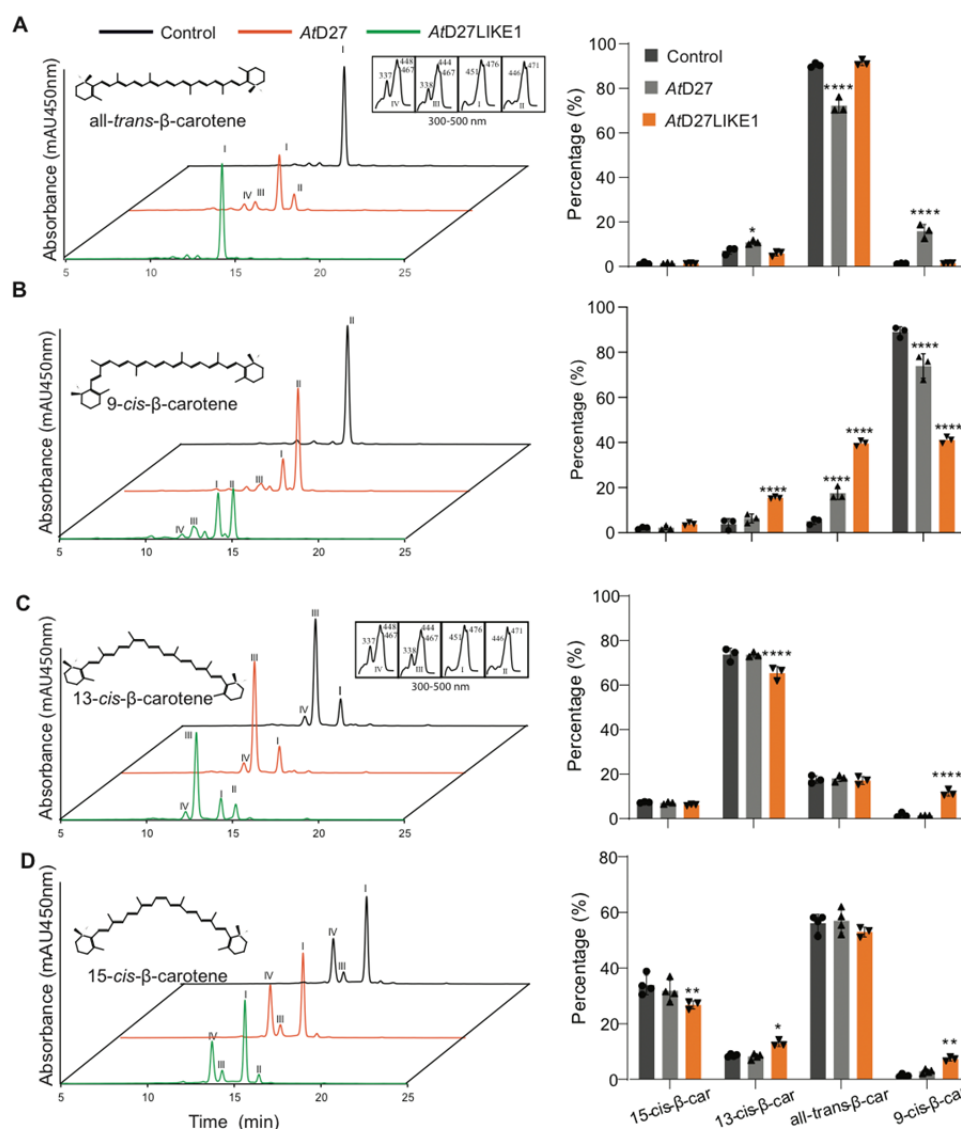 A
Control
AtD27
AtD27LIKE1
all-trans-β-carotene
Absorbance (mAU450nm)
I
I
II
III
IV
I
337
448
467
IV
338
444
467
III
451
476
I
446
471
II
300-500 nm
5
10
15
20
25
Percentage (%)
100
80
60
40
20
0
Control
AtD27
AtD27LIKE1
*
****
****
B
9-cis-β-carotene
Absorbance (mAU450nm)
II
II
I
III
I
II
III
IV
5
10
15
20
25
Percentage (%)
100
80
60
40
20
0
****
****
****
****
****
C
13-cis-β-carotene
Absorbance (mAU450nm)
III
IV
I
III
IV
I
III
IV
I
II
337
448
467
IV
338
444
467
III
451
476
I
446
471
II
300-500 nm
5
10
15
20
25
Percentage (%)
100
80
60
40
20
0
****
****
D
15-cis-β-carotene
Absorbance (mAU450nm)
I
IV
III
IV
III
I
IV
III
I
II
5
10
15
20
25
Time (min)
Percentage (%)
80
60
40
20
0
**
*
**
15-cis-β-car
13-cis-β-car
all-trans-β-car
9-cis-β-car